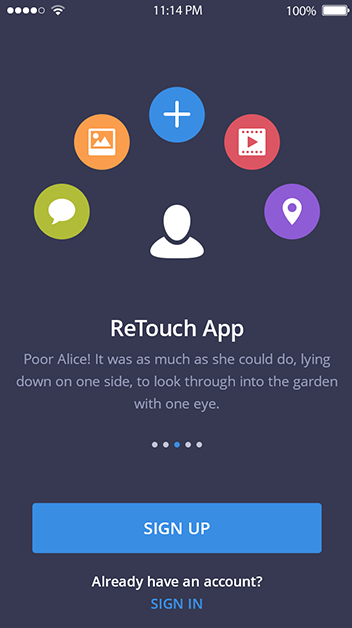 11:14 PM
100%
ReTouch App
Poor Alice! It was as much as she could do, lying
down on one side, to look through into the garden
with one eye.
SIGN UP
Already have an account?
SIGN IN